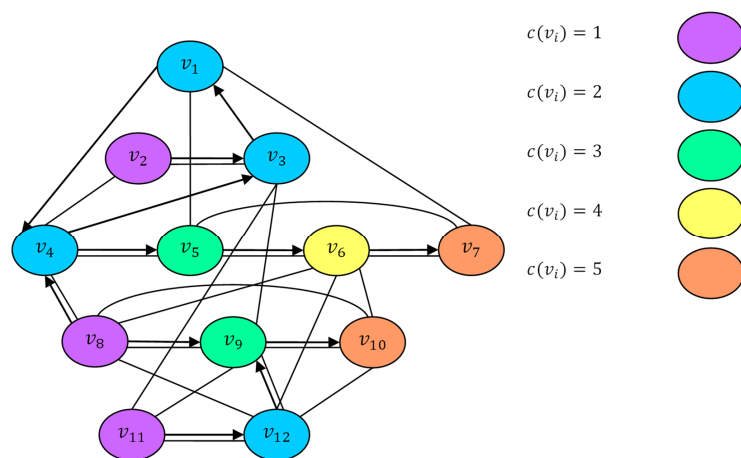 c(v₁) = 1
v₁
c(vᵢ) = 2
v₂
v₃
c(vᵢ) = 3
c(vᵢ) = 4
v₄
v₅
v₆
v₇
c(vᵢ) = 5
v₈
v₉
v₁₀
v₁₁
v₁₂